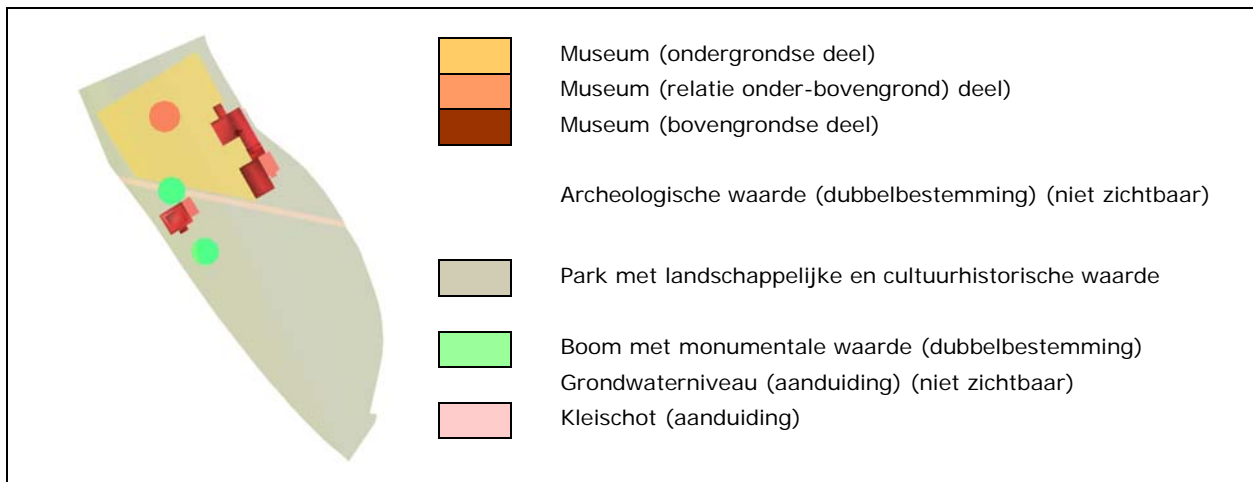 Museum (ondergrondse deel)
Museum (relatie onder-bovengrond) deel)
Museum (bovengrondse deel)
Archeologische waarde (dubbelbestemming) (niet zichtbaar)
Park met landschappelijke en cultuurhistorische waarde
Boom met monumentale waarde (dubbelbestemming)
Grondwaterniveau (aanduiding) (niet zichtbaar)
Kleischot (aanduiding)